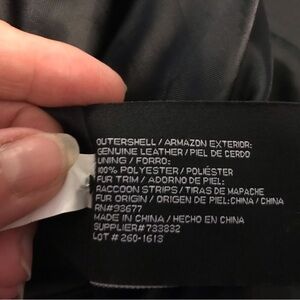 OUTERSHELL / ARMAZON EXTERIOR:
GENUINE LEATHER / PIEL DE CERDO
LINING / FORRO:
100% POLYESTER / POLIÉSTER
FUR TRIM / ADORNO DE PIEL:
RACCOON STRIPS / TIRAS DE MAPACHE
FUR ORIGIN / ORIGEN DE PIEL:CHINA / CHINA
RN#93677
MADE IN CHINA / HECHO EN CHINA
SUPPLIER# 733832
LOT # 260-1613